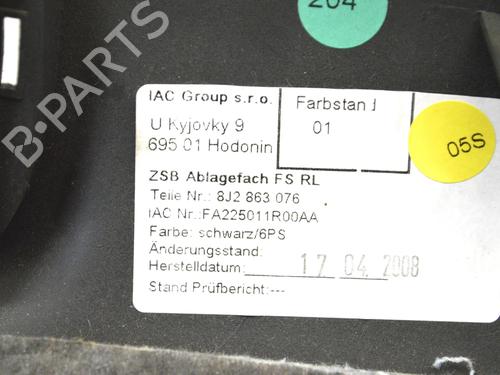 204
IAC Group s.r.o.
Farbstand
01
U Kyjovky 9
695 01 Hodonin
05S
ZSB Ablagefach FS RL
Teile Nr.: 8J2 863 076
IAC Nr.:FA225011R00AA
Farbe: schwarz/6PS
Änderungsstand:
Herstelldatum: 17 04. 2008
Stand Prüfbericht:---
B-PARTS